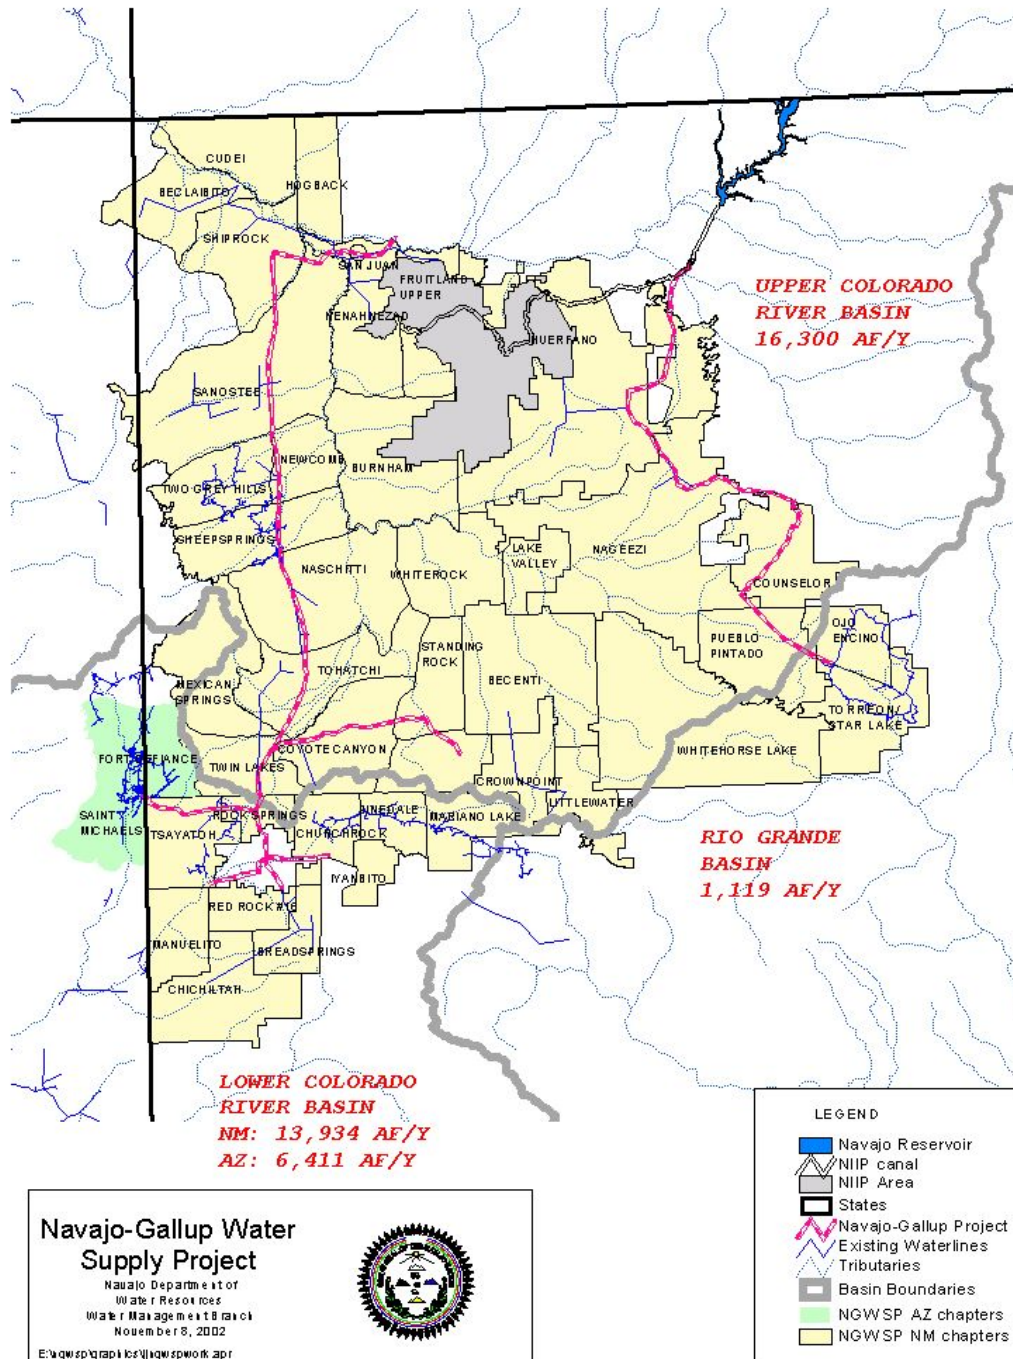 CUDEI
BECLAIBITO
HOGBACK
SHIPROCK
SAN JUAN
FRUITLAND
UPPER
NENAHNEZAD
HUERFANO
UPPER COLORADO
RIVER BASIN
16,300 AF/Y
SANOSTEE
NEWCOMB
BURNHAM
TWO GREY HILLS
SHEEPSPRINGS
NASCHITTI
WHITEROCK
LAKE
VALLEY
NAGEEZI
COUNSELOR
OJO
ENCINO
PUEBLO
PINTADO
STANDING
ROCK
TOHATCHI
BECENTI
MEXICAN
SPRINGS
TORREON/
STAR LAKE
COYOTE CANYON
WHITEHORSE LAKE
FORT DEFIANCE
TWIN LAKES
CROWNPOINT
LITTLEWATER
SAINT
MICHAELS
TSAYATOH
ROCK SPRINGS
CHURCHROCK
PINEDALE
MARIANO LAKE
RIO GRANDE
BASIN
1,119 AF/Y
IYANBITO
RED ROCK #16
MANUELITO
BREADSPRINGS
CHICHILTAH
LOWER COLORADO
RIVER BASIN
NM: 13,934 AF/Y
AZ: 6,411 AF/Y
LEGEND
Navajo Reservoir
NIIP canal
NIIP Area
States
Navajo-Gallup Project
Existing Waterlines
Tributaries
Basin Boundaries
NGWSP AZ chapters
NGWSP NM chapters
Navajo-Gallup Water
Supply Project
Navajo Department of
Water Resources
Water Management Branch
November 8, 2002